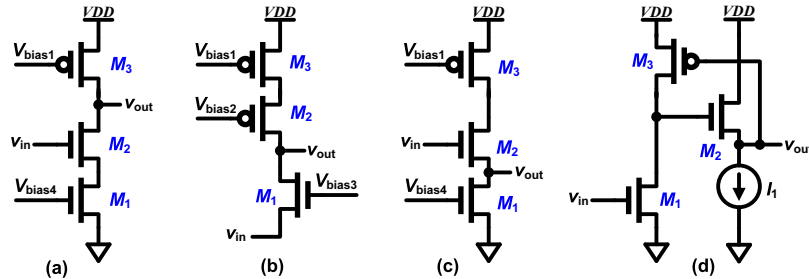 VDD VDD VDD VDD VDD
Vbias1 M3 Vbias1 M3 Vbias1 M3 M3
Vbias2 M2
vout vout M2 vout
vin M2 vin M2 vout I1
Vbias4 M1 M1 Vbias3 Vbias4 M1 vin M1
vin
(a) (b) (c) (d)